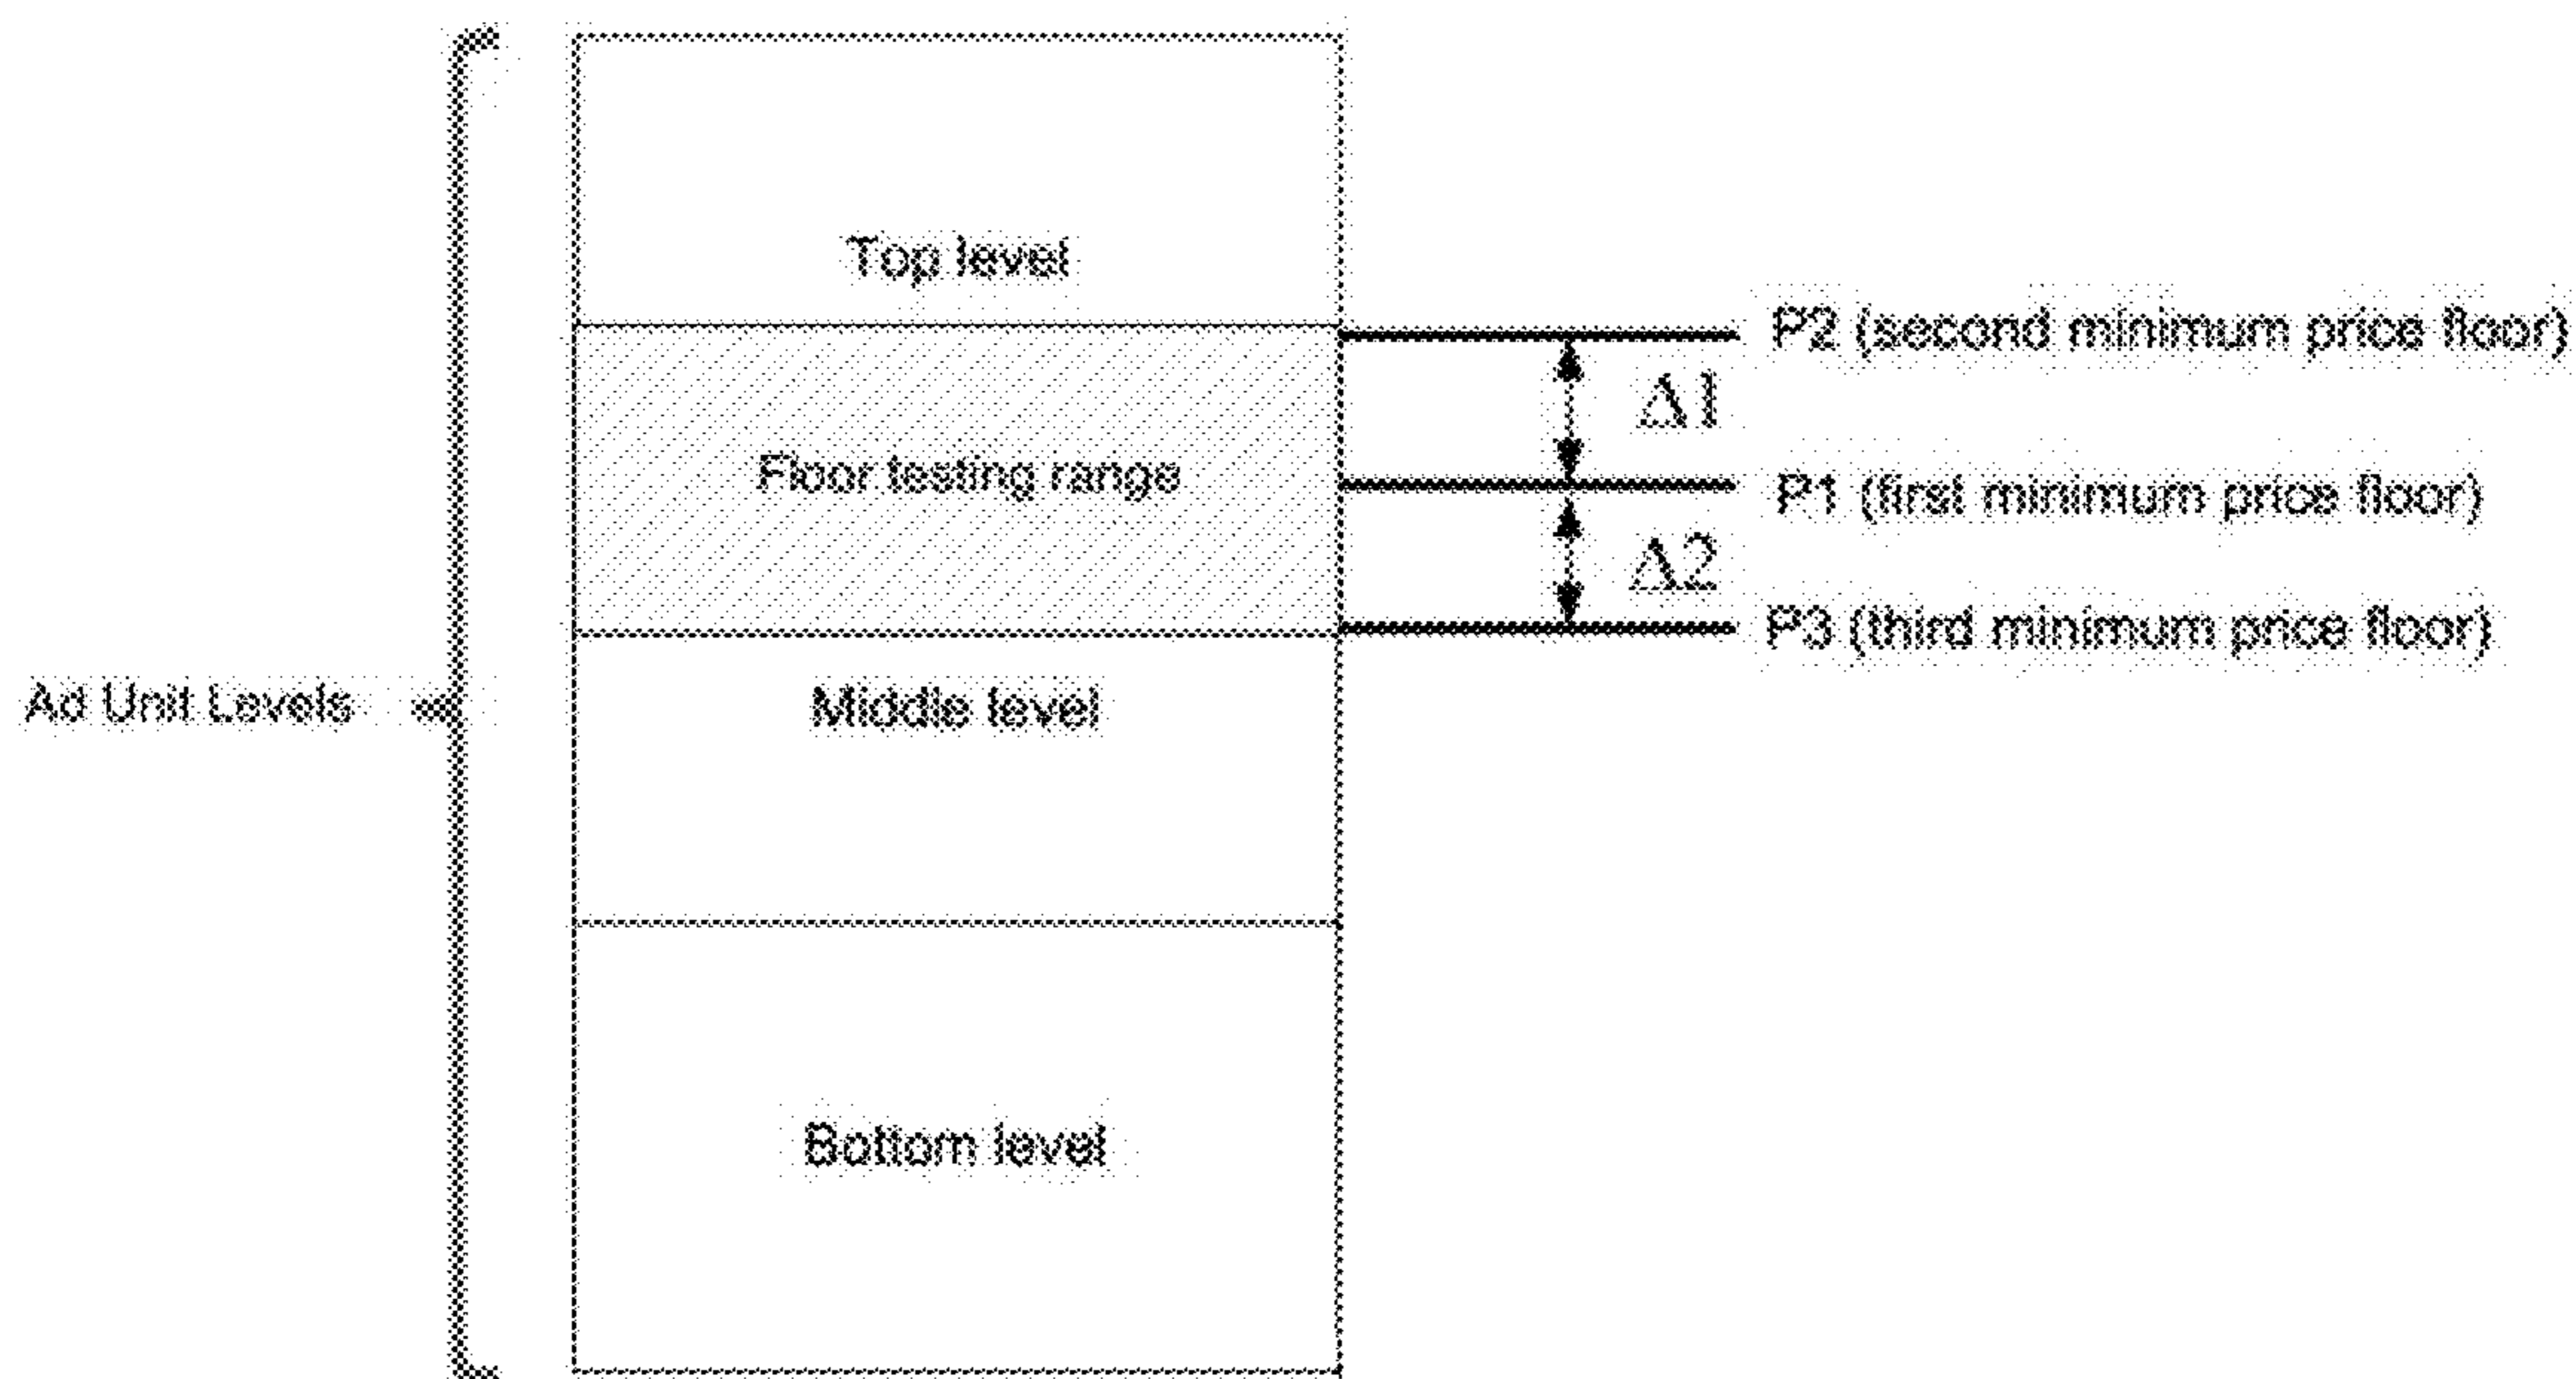 Top level
P2 (second minimum price floor)
Δ1
Floor testing range
P1 (first minimum price floor)
Δ2
P3 (third minimum price floor)
Ad Unit Levels
Middle level
Bottom level